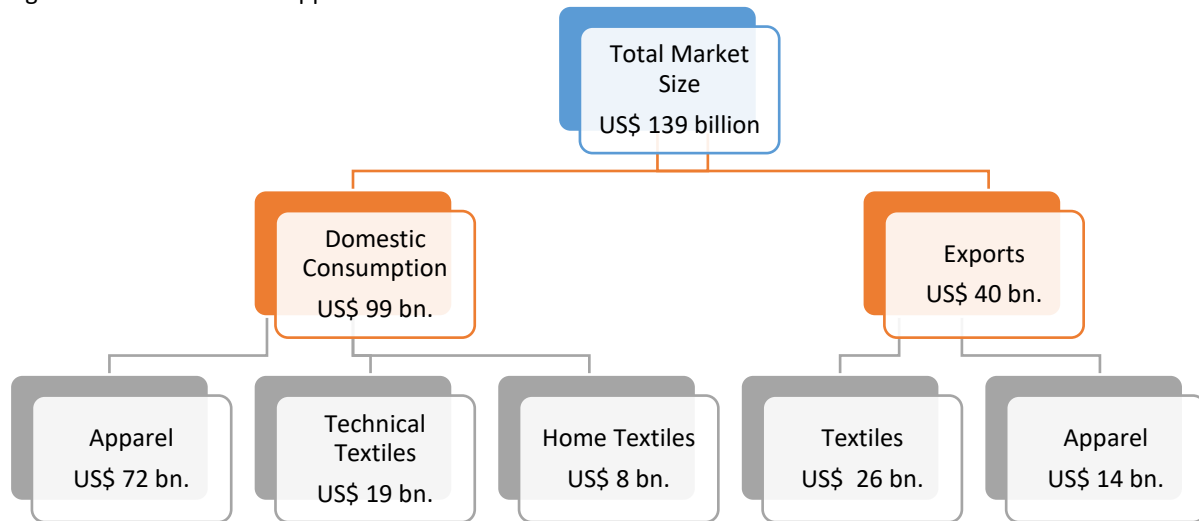 Total Market
Size
US$ 139 billion
Domestic
Consumption
US$ 99 bn.
Exports
US$ 40 bn.
Apparel
US$ 72 bn.
Technical
Textiles
US$ 19 bn.
Home Textiles
US$ 8 bn.
Textiles
US$ 26 bn.
Apparel
US$ 14 bn.